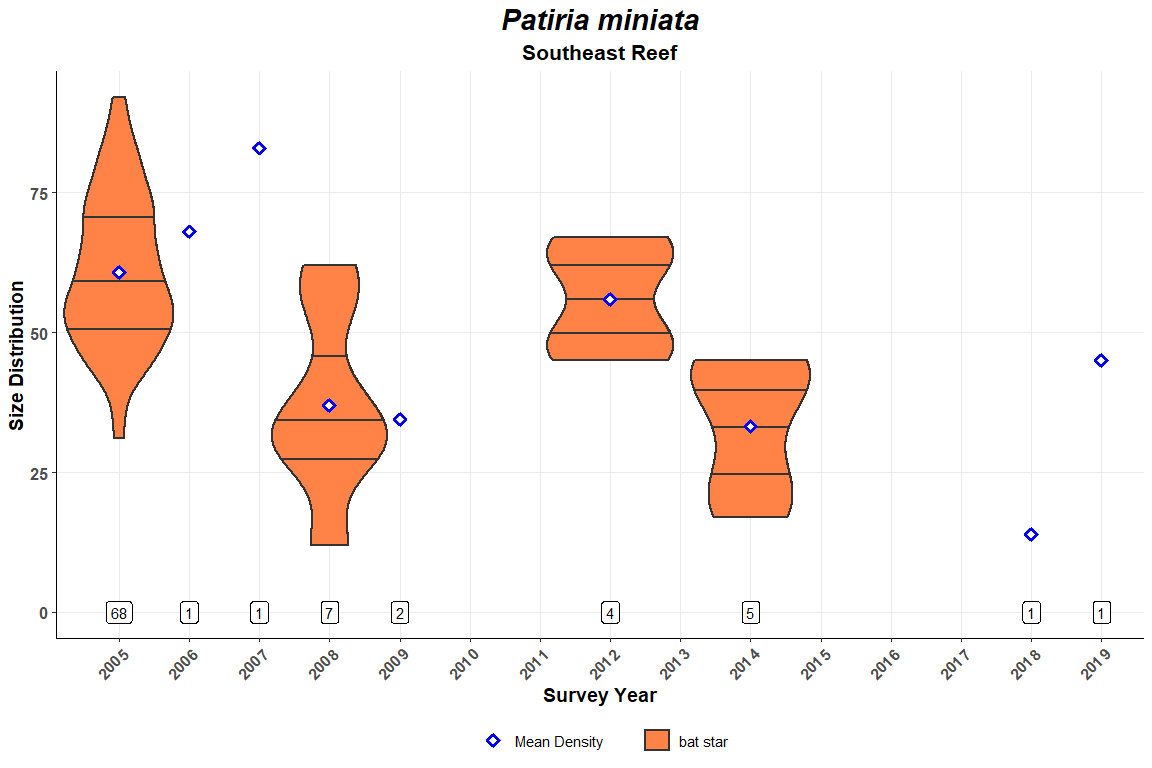 Patiria miniata
Southeast Reef
Size Distribution
75
50
25
0
68 1 1 7 2 4 5 1 1
2005 2006 2007 2008 2009 2010 2011 2012 2013 2014 2015 2016 2017 2018 2019
Survey Year
Mean Density bat star